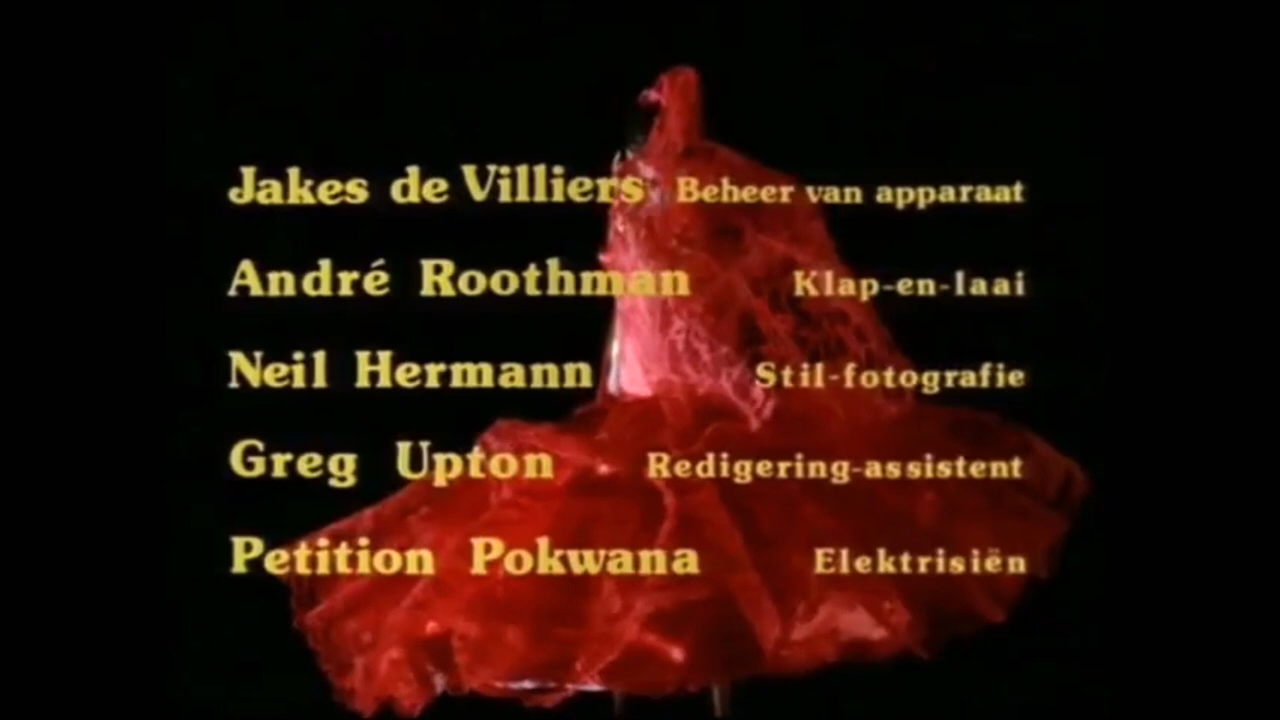 Jakes de Villiers Beheer van apparaat
André Roothman Klap-en-laai
Neil Hermann Stil-fotografie
Greg Upton Redigering-assistent
Petition Pokwana Elektrisiën